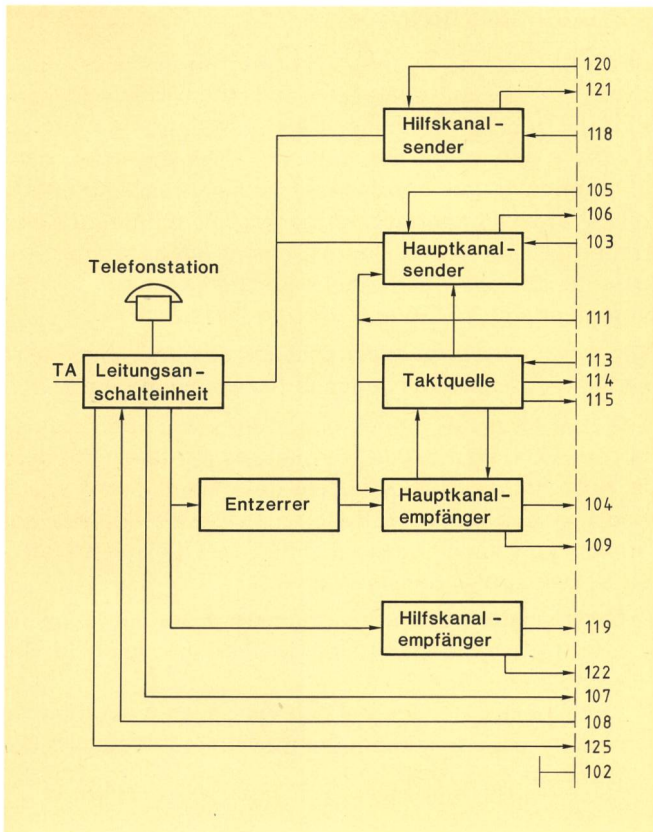 120
121
Hilfskanal-
sender
118
105
106
Hauptkanal-
sender
103
Telefonstation
111
TA
Leitungsan-
schalteinheit
Taktquelle
113
114
115
Entzerrer
Hauptkanal-
empfänger
104
109
Hilfskanal-
empfänger
119
122
107
108
125
102